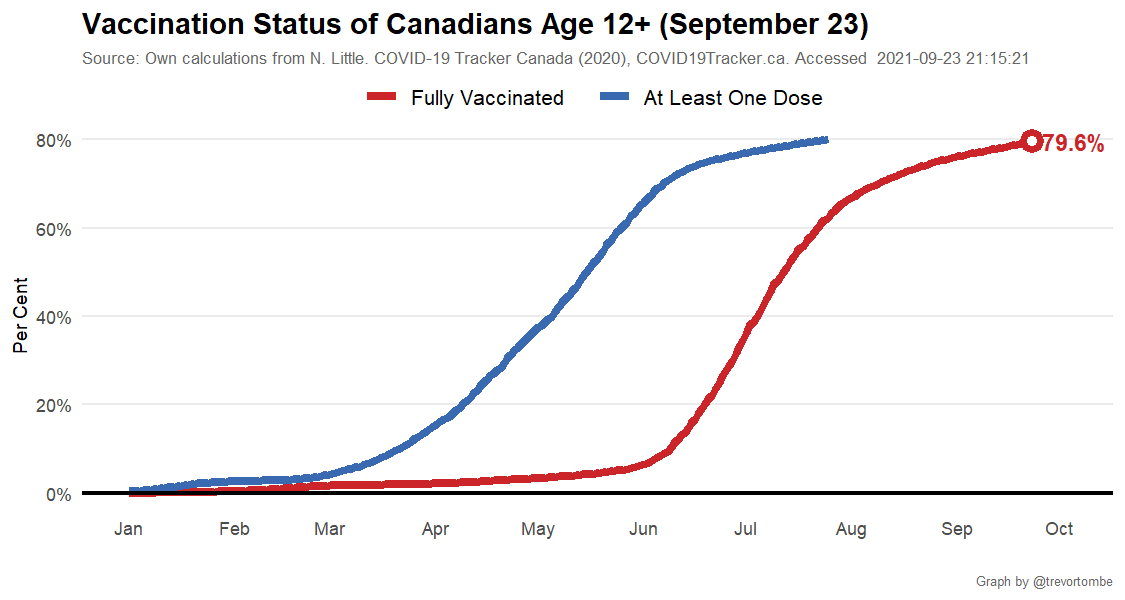 Vaccination Status of Canadians Age 12+ (September 23)
Source: Own calculations from N. Little. COVID-19 Tracker Canada (2020), COVID19Tracker.ca. Accessed  2021-09-23 21:15:21
Fully Vaccinated At Least One Dose
80%
79.6%
60%
Per Cent
40%
20%
0%
Jan Feb Mar Apr May Jun Jul Aug Sep Oct
Graph by @trevortombe